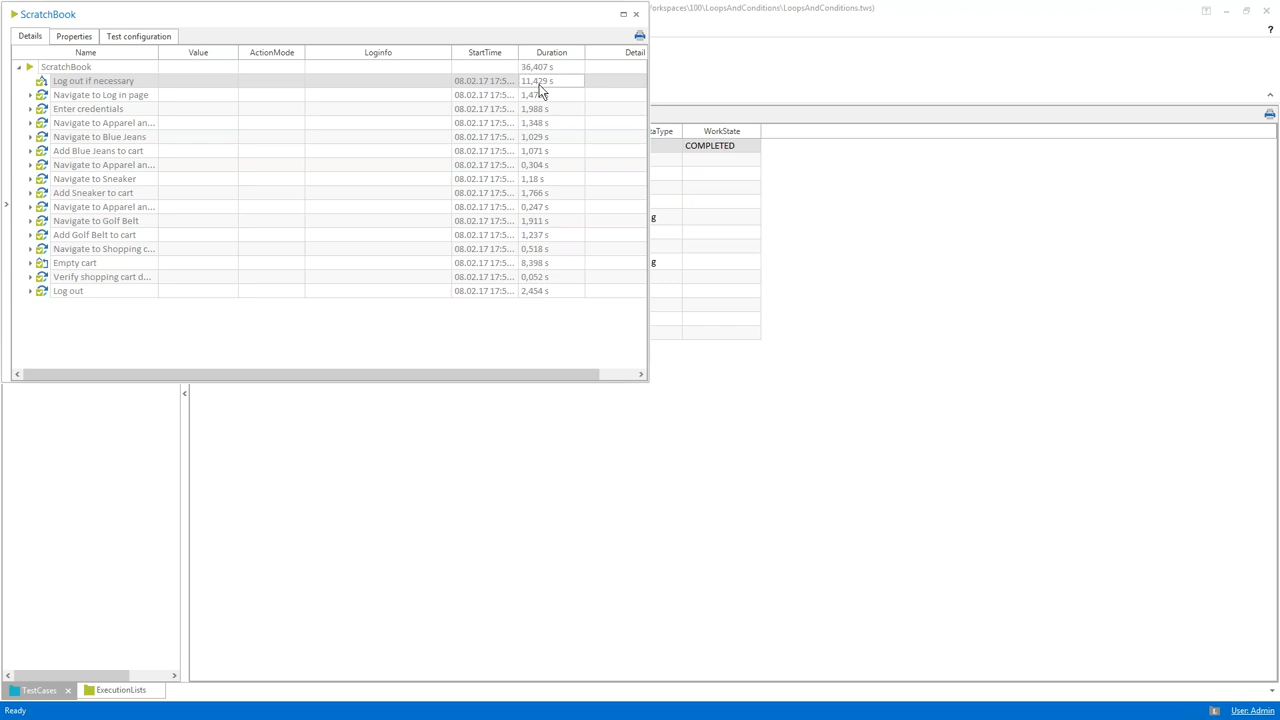 ScratchBook
orkspaces\100\LoopsAndConditions\LoopsAndConditions.tws)
?
Details Properties Test configuration
Name Value ActionMode Loginfo StartTime Duration Detail
ScratchBook 36,407 s
Log out if necessary 08.02.17 17:5... 11,429 s
Navigate to Log in page 08.02.17 17:5...
Enter credentials 08.02.17 17:5... 1,988 s
Navigate to Apparel an... 08.02.17 17:5... 1,348 s
Navigate to Blue Jeans 08.02.17 17:5... 1,029 s
Add Blue Jeans to cart 08.02.17 17:5... 1,071 s
Navigate to Apparel an... 08.02.17 17:5... 0,304 s
Navigate to Sneaker 08.02.17 17:5... 1,18 s
Add Sneaker to cart 08.02.17 17:5... 1,766 s
Navigate to Apparel an... 08.02.17 17:5... 0,247 s
Navigate to Golf Belt 08.02.17 17:5... 1,911 s
Add Golf Belt to cart 08.02.17 17:5... 1,237 s
Navigate to Shopping c... 08.02.17 17:5... 0,518 s
Empty cart 08.02.17 17:5... 8,398 s
Verify shopping cart d... 08.02.17 17:5... 0,052 s
Log out 08.02.17 17:5... 2,454 s
taType WorkState
COMPLETED
g
g
TestCases ExecutionLists
Ready User: Admin